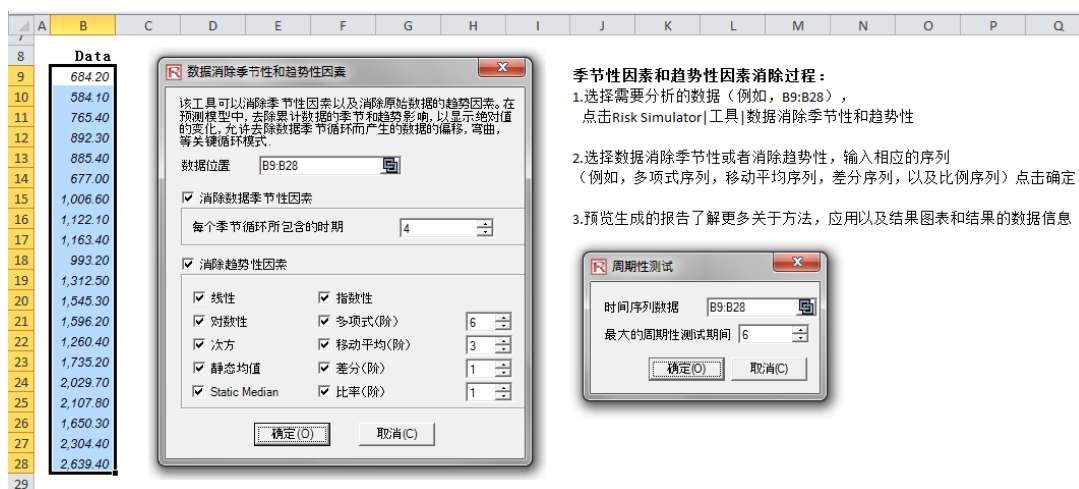 A B C D E F G H I J K L M N O P Q
7
8 Data
9 684.20
10 584.10
11 765.40
12 892.30
13 885.40
14 677.00
15 1,006.60
16 1,122.10
17 1,163.40
18 993.20
19 1,312.50
20 1,545.30
21 1,596.20
22 1,260.40
23 1,735.20
24 2,029.70
25 2,107.80
26 1,650.30
27 2,304.40
28 2,639.40
29
数据消除季节性和趋势性因素
该工具可以消除季节性因素以及消除原始数据的趋势因素。在
预测模型中,去除累计数据的季节和趋势影响,以显示绝对值
的变化,允许去除数据季节循环而产生的数据的偏移,弯曲,
等关键循环模式.
数据位置 B9:B28
消除数据季节性因素
每个季节循环所包含的时期 4
消除趋势性因素
线性 指数性
对数性 多项式(阶) 6
次方 移动平均(阶) 3
静态均值 差分(阶) 1
Static Median 比率(阶) 1
确定(O) 取消(C)
季节性因素和趋势性因素消除过程：
1.选择需要分析的数据（例如，B9:B28），
点击Risk Simulator|工具|数据消除季节性和趋势性
2.选择数据消除季节性或者消除趋势性，输入相应的序列
（例如，多项式序列，移动平均序列，差分序列，以及比例序列）点击确定.
3.预览生成的报告了解更多关于方法，应用以及结果图表和结果的数据信息
周期性测试
时间序列数据 B9:B28
最大的周期性测试期间 6
确定(O) 取消(C)